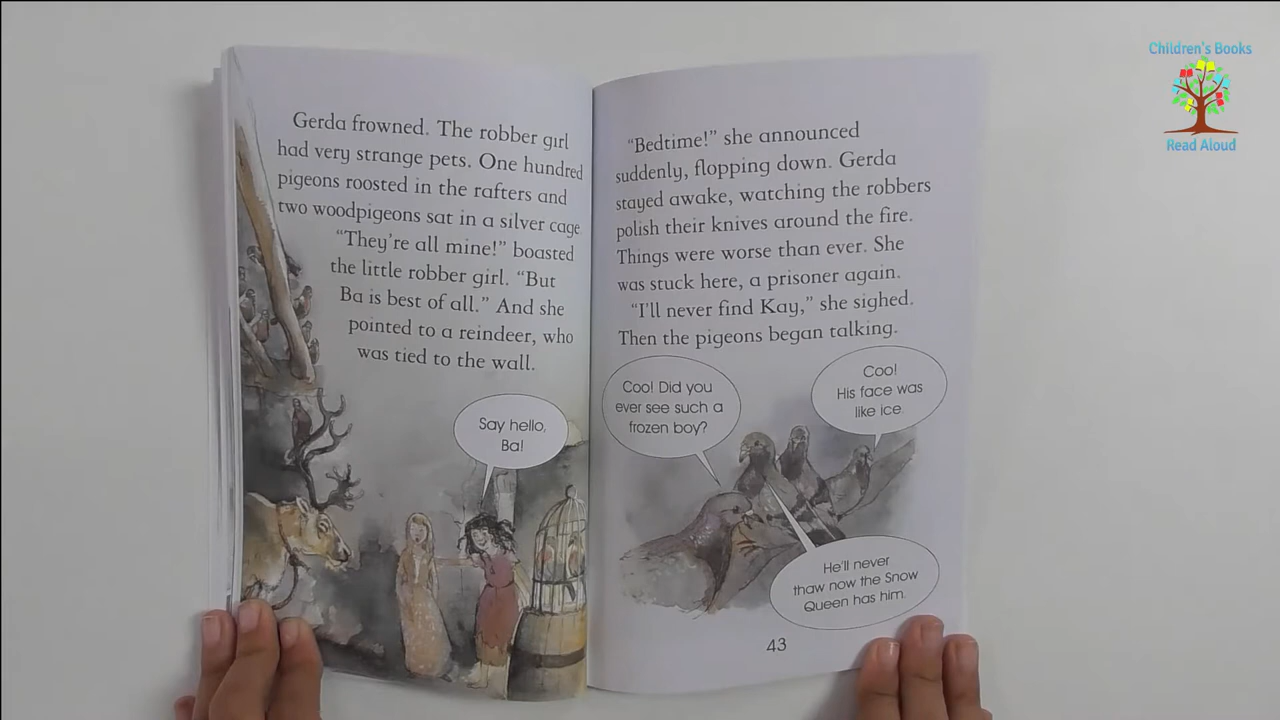 Gerda frowned. The robber girl
had very strange pets. One hundred
pigeons roosted in the rafters and
two woodpigeons sat in a silver cage
“They’re all mine!” boasted
the little robber girl. “But
Ba is best of all.” And she
pointed to a reindeer, who
was tied to the wall.
Say hello,
Ba!
“Bedtime!” she announced
suddenly, flopping down. Gerda
stayed awake, watching the robbers
polish their knives around the fire.
Things were worse than ever. She
was stuck here, a prisoner again.
“I’ll never find Kay,” she sighed.
Then the pigeons began talking.
Coo! Did you
ever see such a
frozen boy?
Coo!
His face was
like ice.
He’ll never
thaw now the Snow
Queen has him.
43
Children's Books
Read Aloud